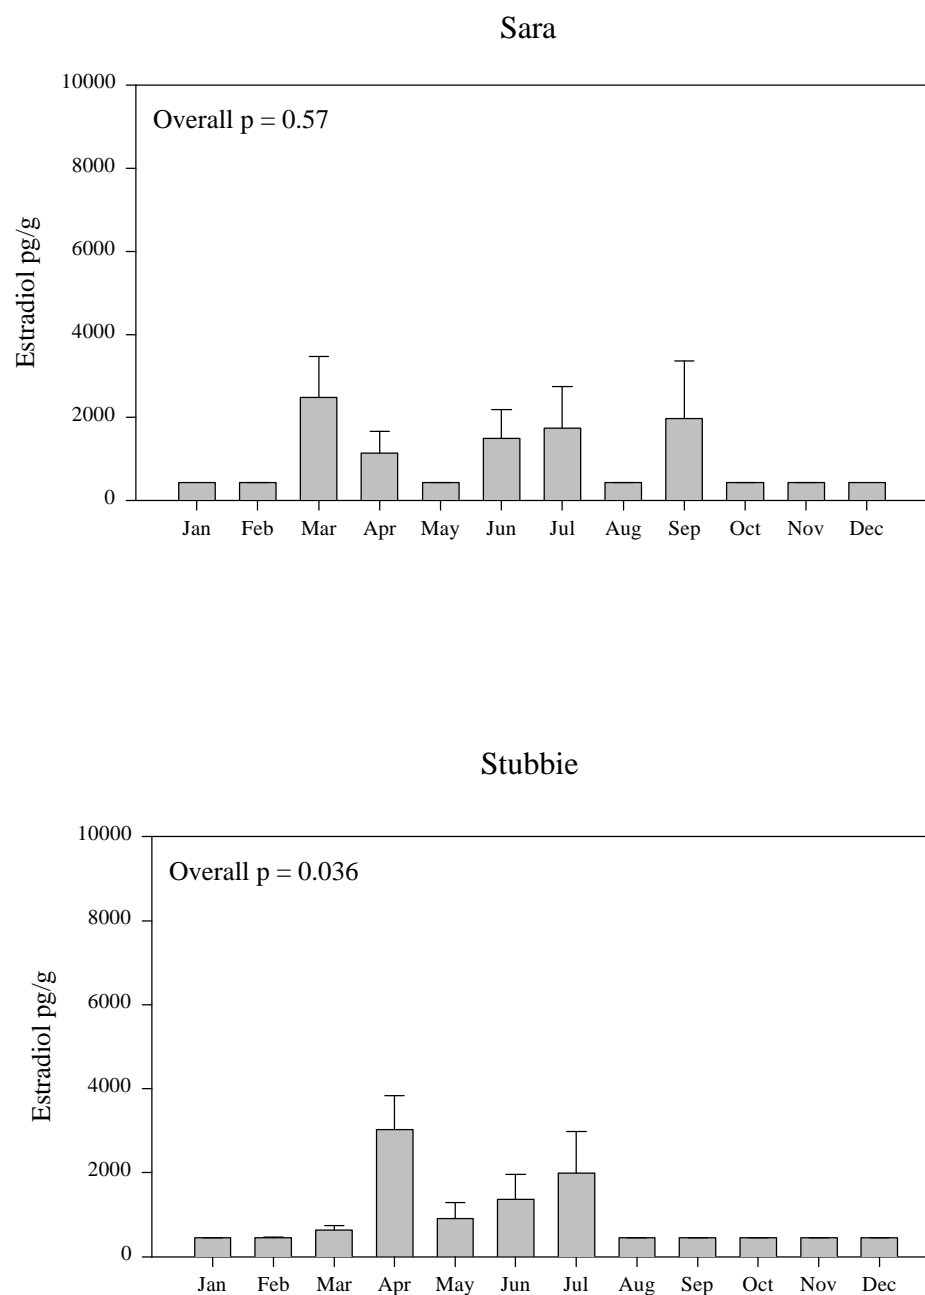 Sara
10000
Overall p = 0.57
8000
6000
Estradiol pg/g
4000
2000
0
Jan Feb Mar Apr May Jun Jul Aug Sep Oct Nov Dec
Stubbie
10000
Overall p = 0.036
8000
6000
Estradiol pg/g
4000
2000
0
Jan Feb Mar Apr May Jun Jul Aug Sep Oct Nov Dec